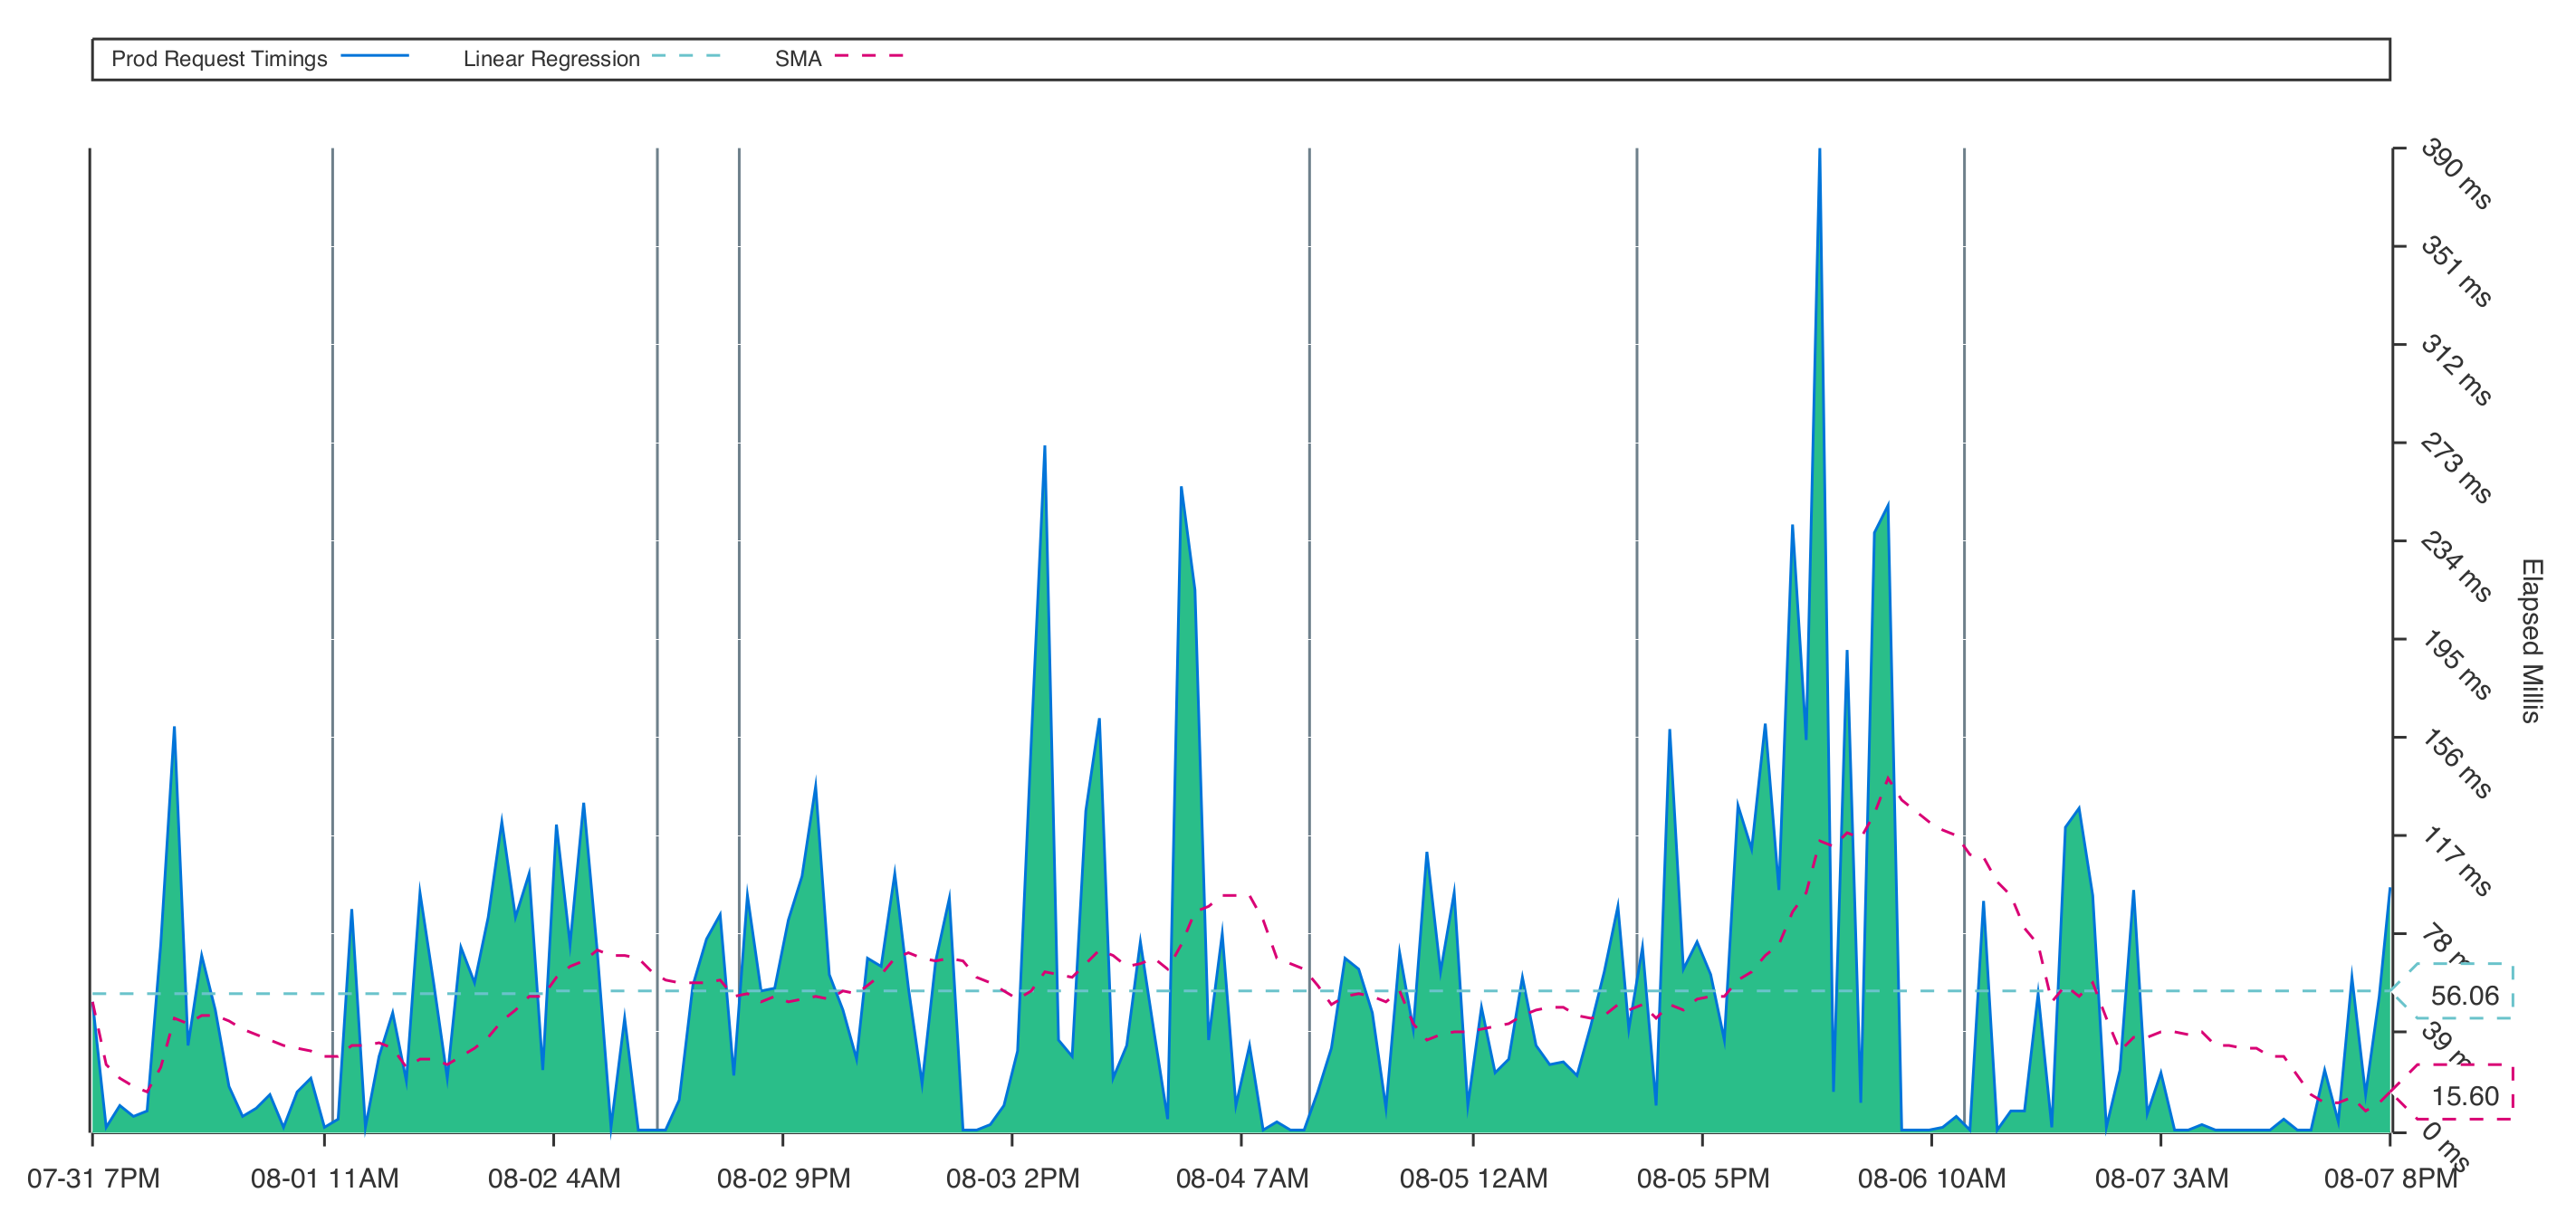 Prod Request Timings
Linear Regression
SMA
390 ms
351 ms
312 ms
273 ms
234 ms
195 ms
156 ms
117 ms
78 m
56.06
39 m
15.60
0 ms
Elapsed Millis
07-31 7PM
08-01 11AM
08-02 4AM
08-02 9PM
08-03 2PM
08-04 7AM
08-05 12AM
08-05 5PM
08-06 10AM
08-07 3AM
08-07 8PM